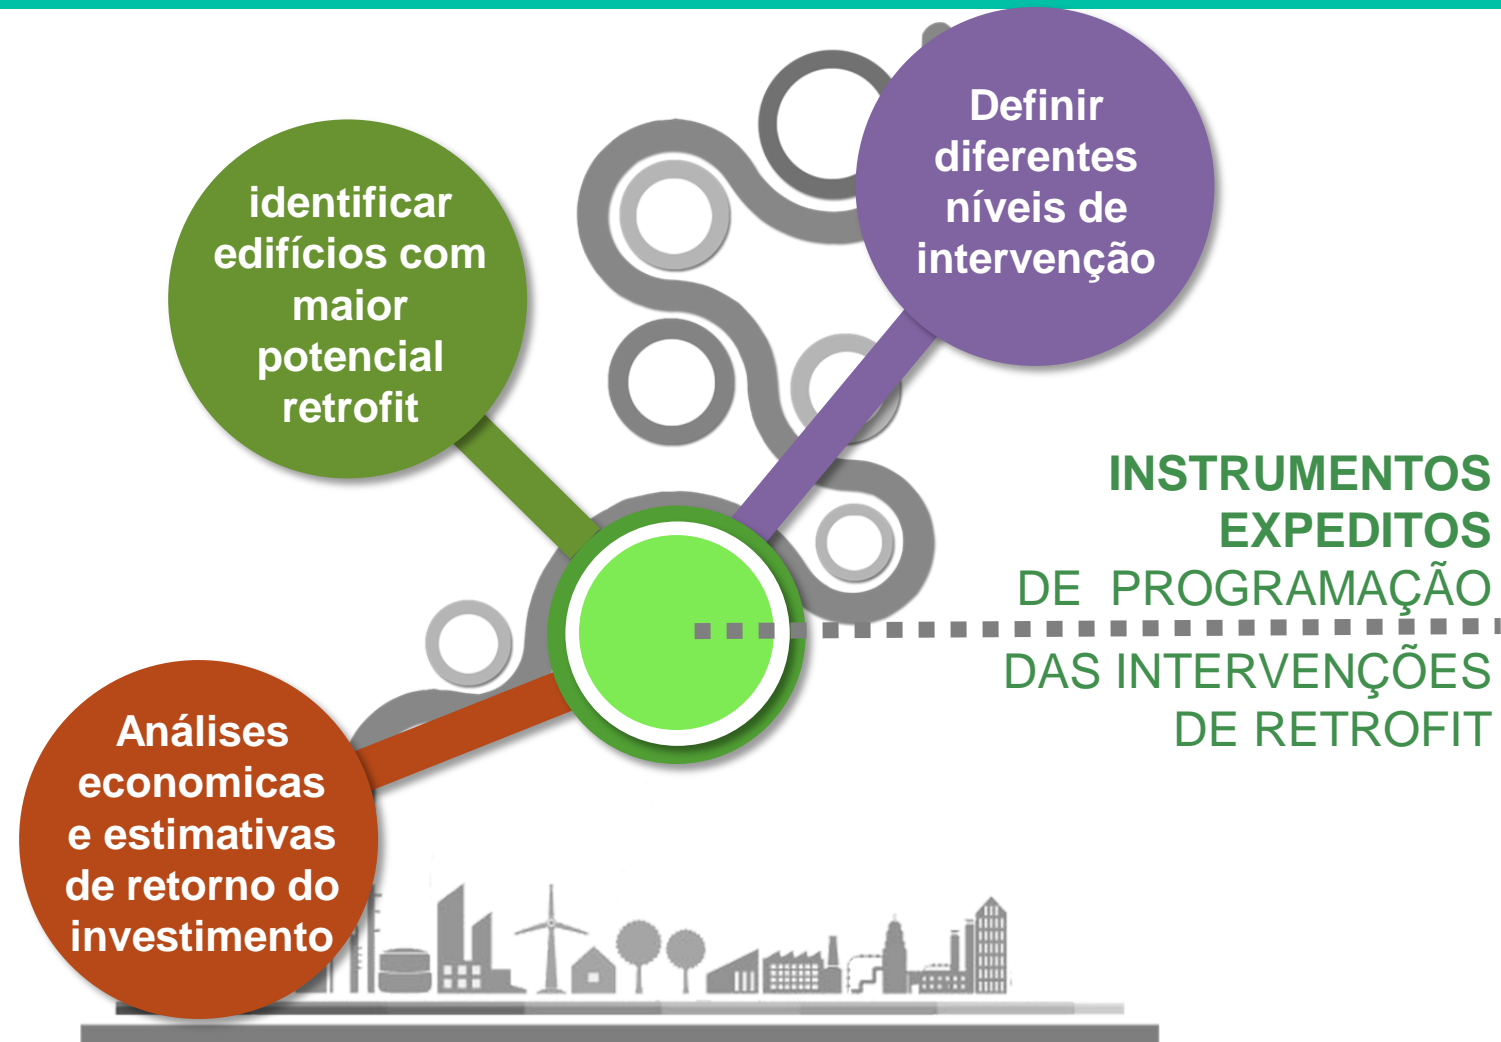 Definir
diferentes
níveis de
intervenção
identificar
edifícios com
maior
potencial
retrofit
INSTRUMENTOS
EXPEDITOS
DE PROGRAMAÇÃO
DAS INTERVENÇÕES
DE RETROFIT
Análises
economicas
e estimativas
de retorno do
investimento